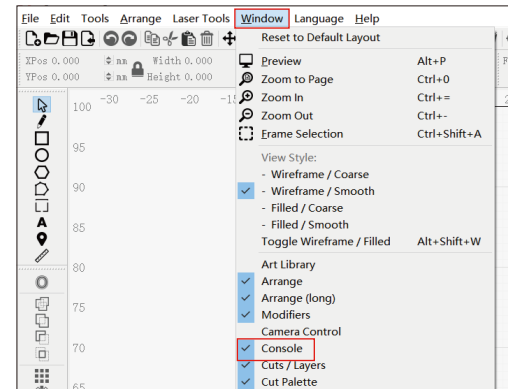 File Edit Tools Arrange Laser Tools Window Language Help
Reset to Default Layout
XPos 0.000 mm Width 0.000
YPos 0.000 mm Height 0.000
Preview Alt+P
Zoom to Page Ctrl+0
Zoom In Ctrl+=
Zoom Out Ctrl+-
Frame Selection Ctrl+Shift+A
View Style:
- Wireframe / Coarse
- Wireframe / Smooth
- Filled / Coarse
- Filled / Smooth
Toggle Wireframe / Filled Alt+Shift+W
Art Library
Arrange
Arrange (long)
Modifiers
Camera Control
Console
Cuts / Layers
Cut Palette
-30 -25 -20
100
95
90
85
80
75
70
65
A